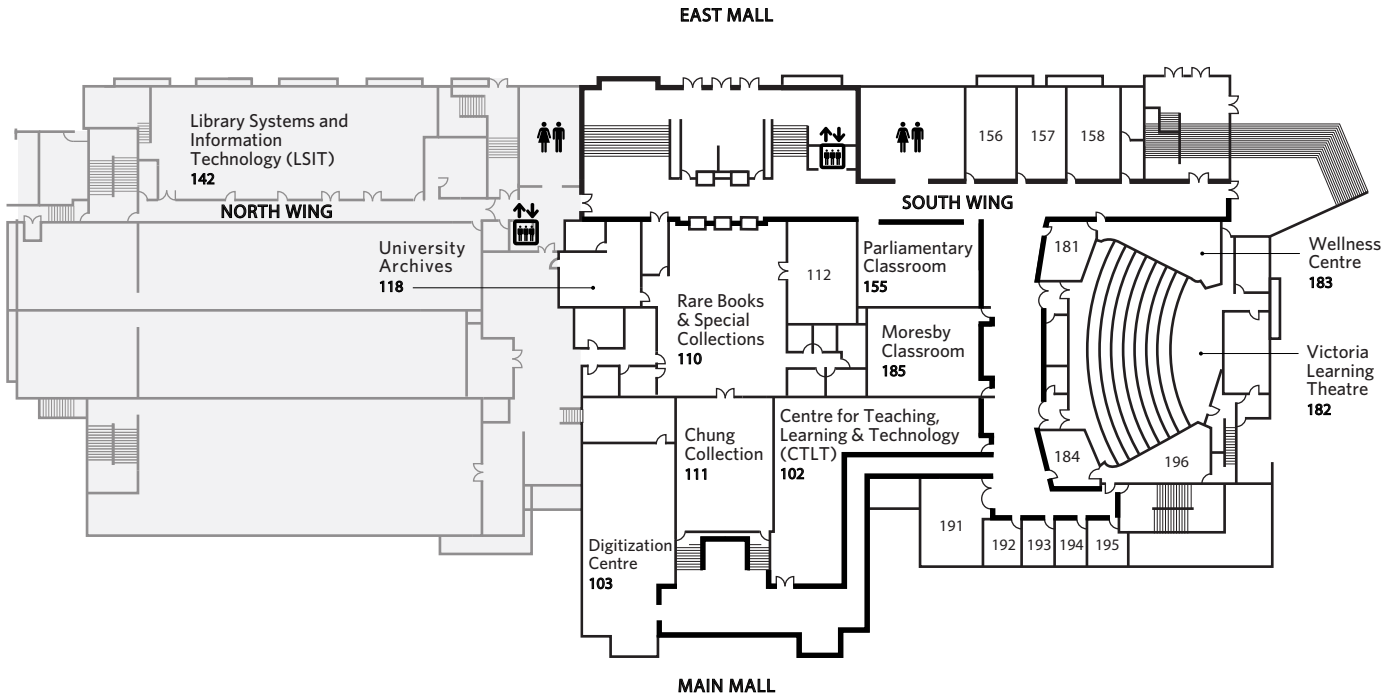 EAST MALL
Library Systems and
Information
Technology (LSIT)
142
156
157
158
NORTH WING
SOUTH WING
University
Archives
118
Rare Books
& Special
Collections
110
112
Parliamentary
Classroom
155
Moresby
Classroom
185
181
Wellness
Centre
183
Victoria
Learning
Theatre
182
Chung
Collection
111
Centre for Teaching,
Learning & Technology
(CTLT)
102
184
196
Digitization
Centre
103
191
192
193
194
195
MAIN MALL